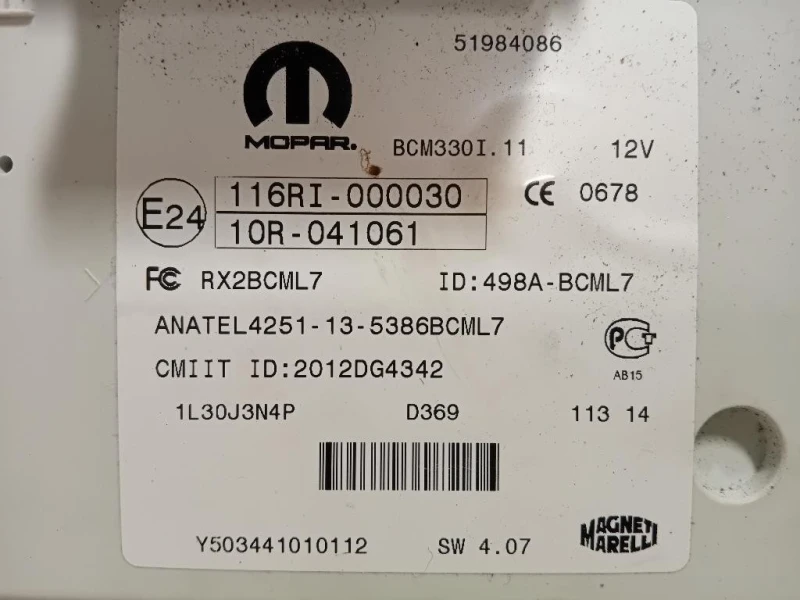 51984086
MOPAR.
BCM330I.11 12V
E24 116RI-000030 CE 0678
10R-041061
FC RX2BCML7 ID:498A-BCML7
ANATEL4251-13-5386BCML7
CMIIT ID:2012DG4342
AB15
1L30J3N4P D369 113 14
Y503441010112 SW 4.07
MAGNETI
MARELLI